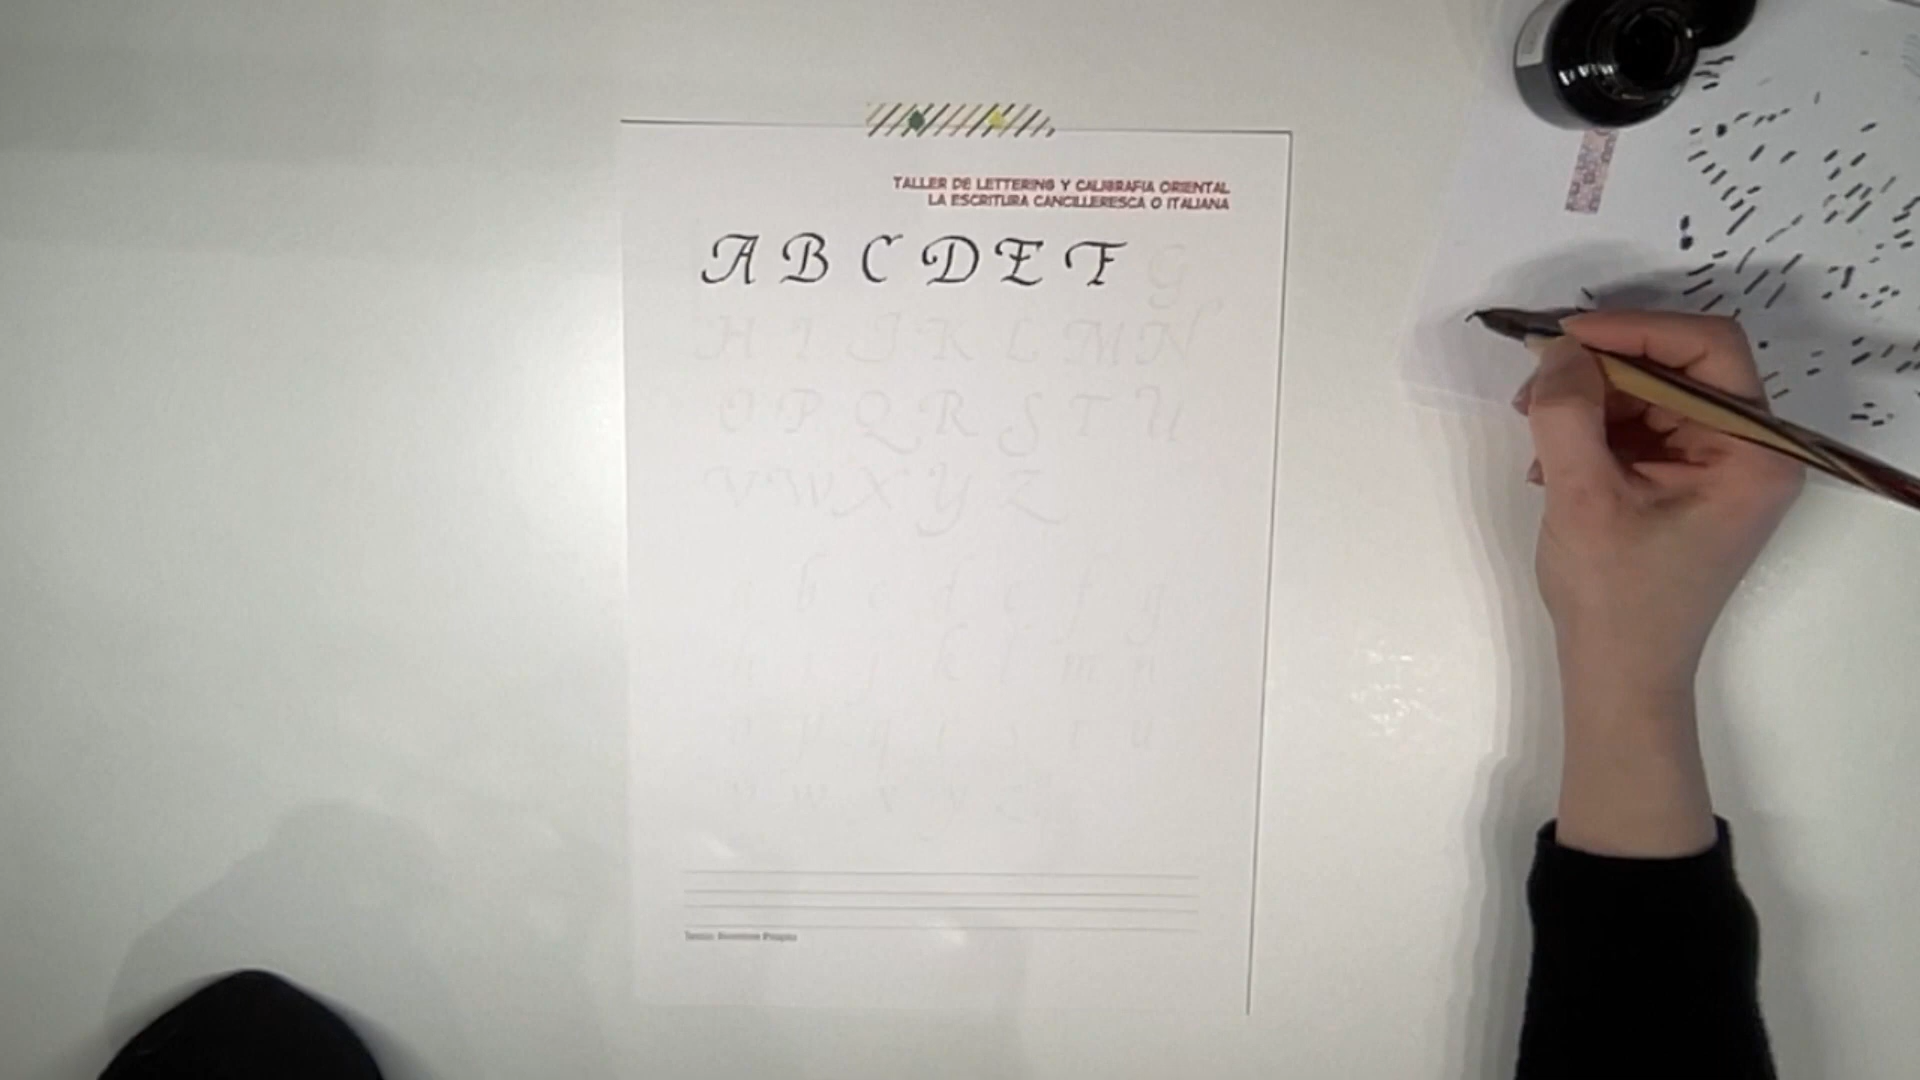 TALLER DE LETTERING Y CALIGRAFIA ORIENTAL
LA ESCRITURA CANCILLERESCA O ITALIANA
A B C D E F G
H I J K L M N
O P Q R S T U
V W X Y Z
a b c d e f g
h i j k l m n
o p q r s t u
v w x y z